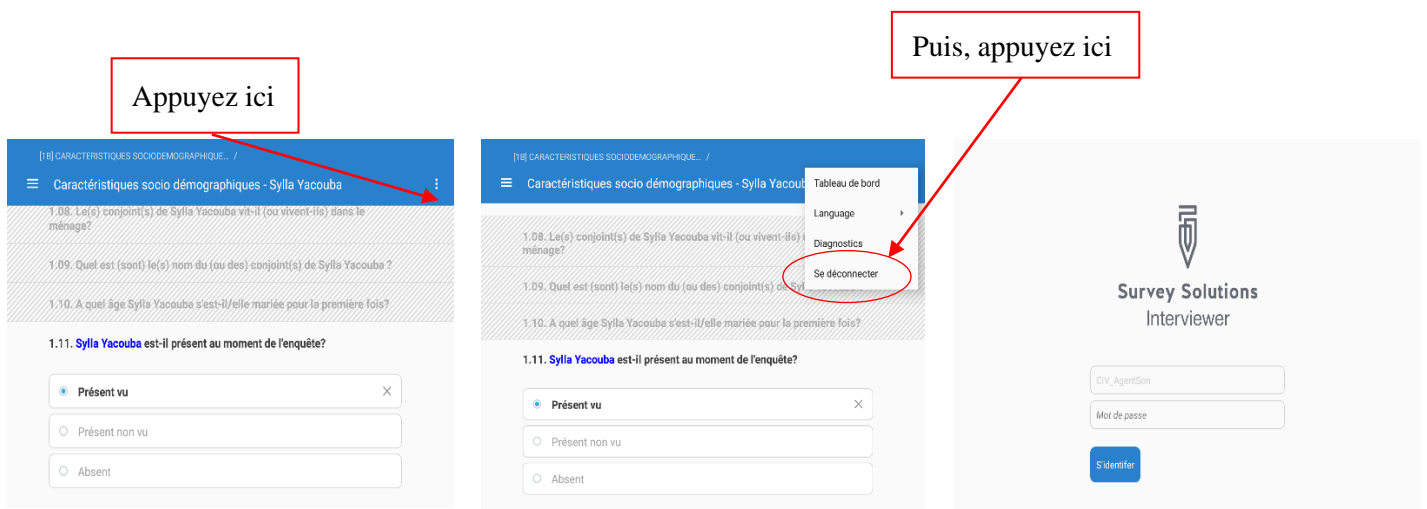 Appuyez ici
Puis, appuyez ici
[1B] CARACTERISTIQUES SOCIODEMOGRAPHIQUE... /
Caractéristiques socio démographiques - Sylla Yacouba
1.08. Le(s) conjoint(s) de Sylla Yacouba vit-il (ou vivent-ils) dans le
ménage?
1.09. Quel est (sont) le(s) nom du (ou des) conjoint(s) de Sylla Yacouba ?
1.10. A quel âge Sylla Yacouba s'est-il/elle mariée pour la première fois?
1.11. Sylla Yacouba est-il présent au moment de l'enquête?
Présent vu
Présent non vu
Absent
[1B] CARACTERISTIQUES SOCIODEMOGRAPHIQUE... /
Caractéristiques socio démographiques - Sylla Yacoub
Tableau de bord
Language
Diagnostics
Se déconnecter
1.08. Le(s) conjoint(s) de Sylla Yacouba vit-il (ou vivent-ils)
ménage?
1.09. Quel est (sont) le(s) nom du (ou des) conjoint(s) de Syl
1.10. A quel âge Sylla Yacouba s'est-il/elle mariée pour la première fois?
1.11. Sylla Yacouba est-il présent au moment de l'enquête?
Présent vu
Présent non vu
Absent
Survey Solutions
Interviewer
CIV_AgentSon
Mot de passe
S'identifer